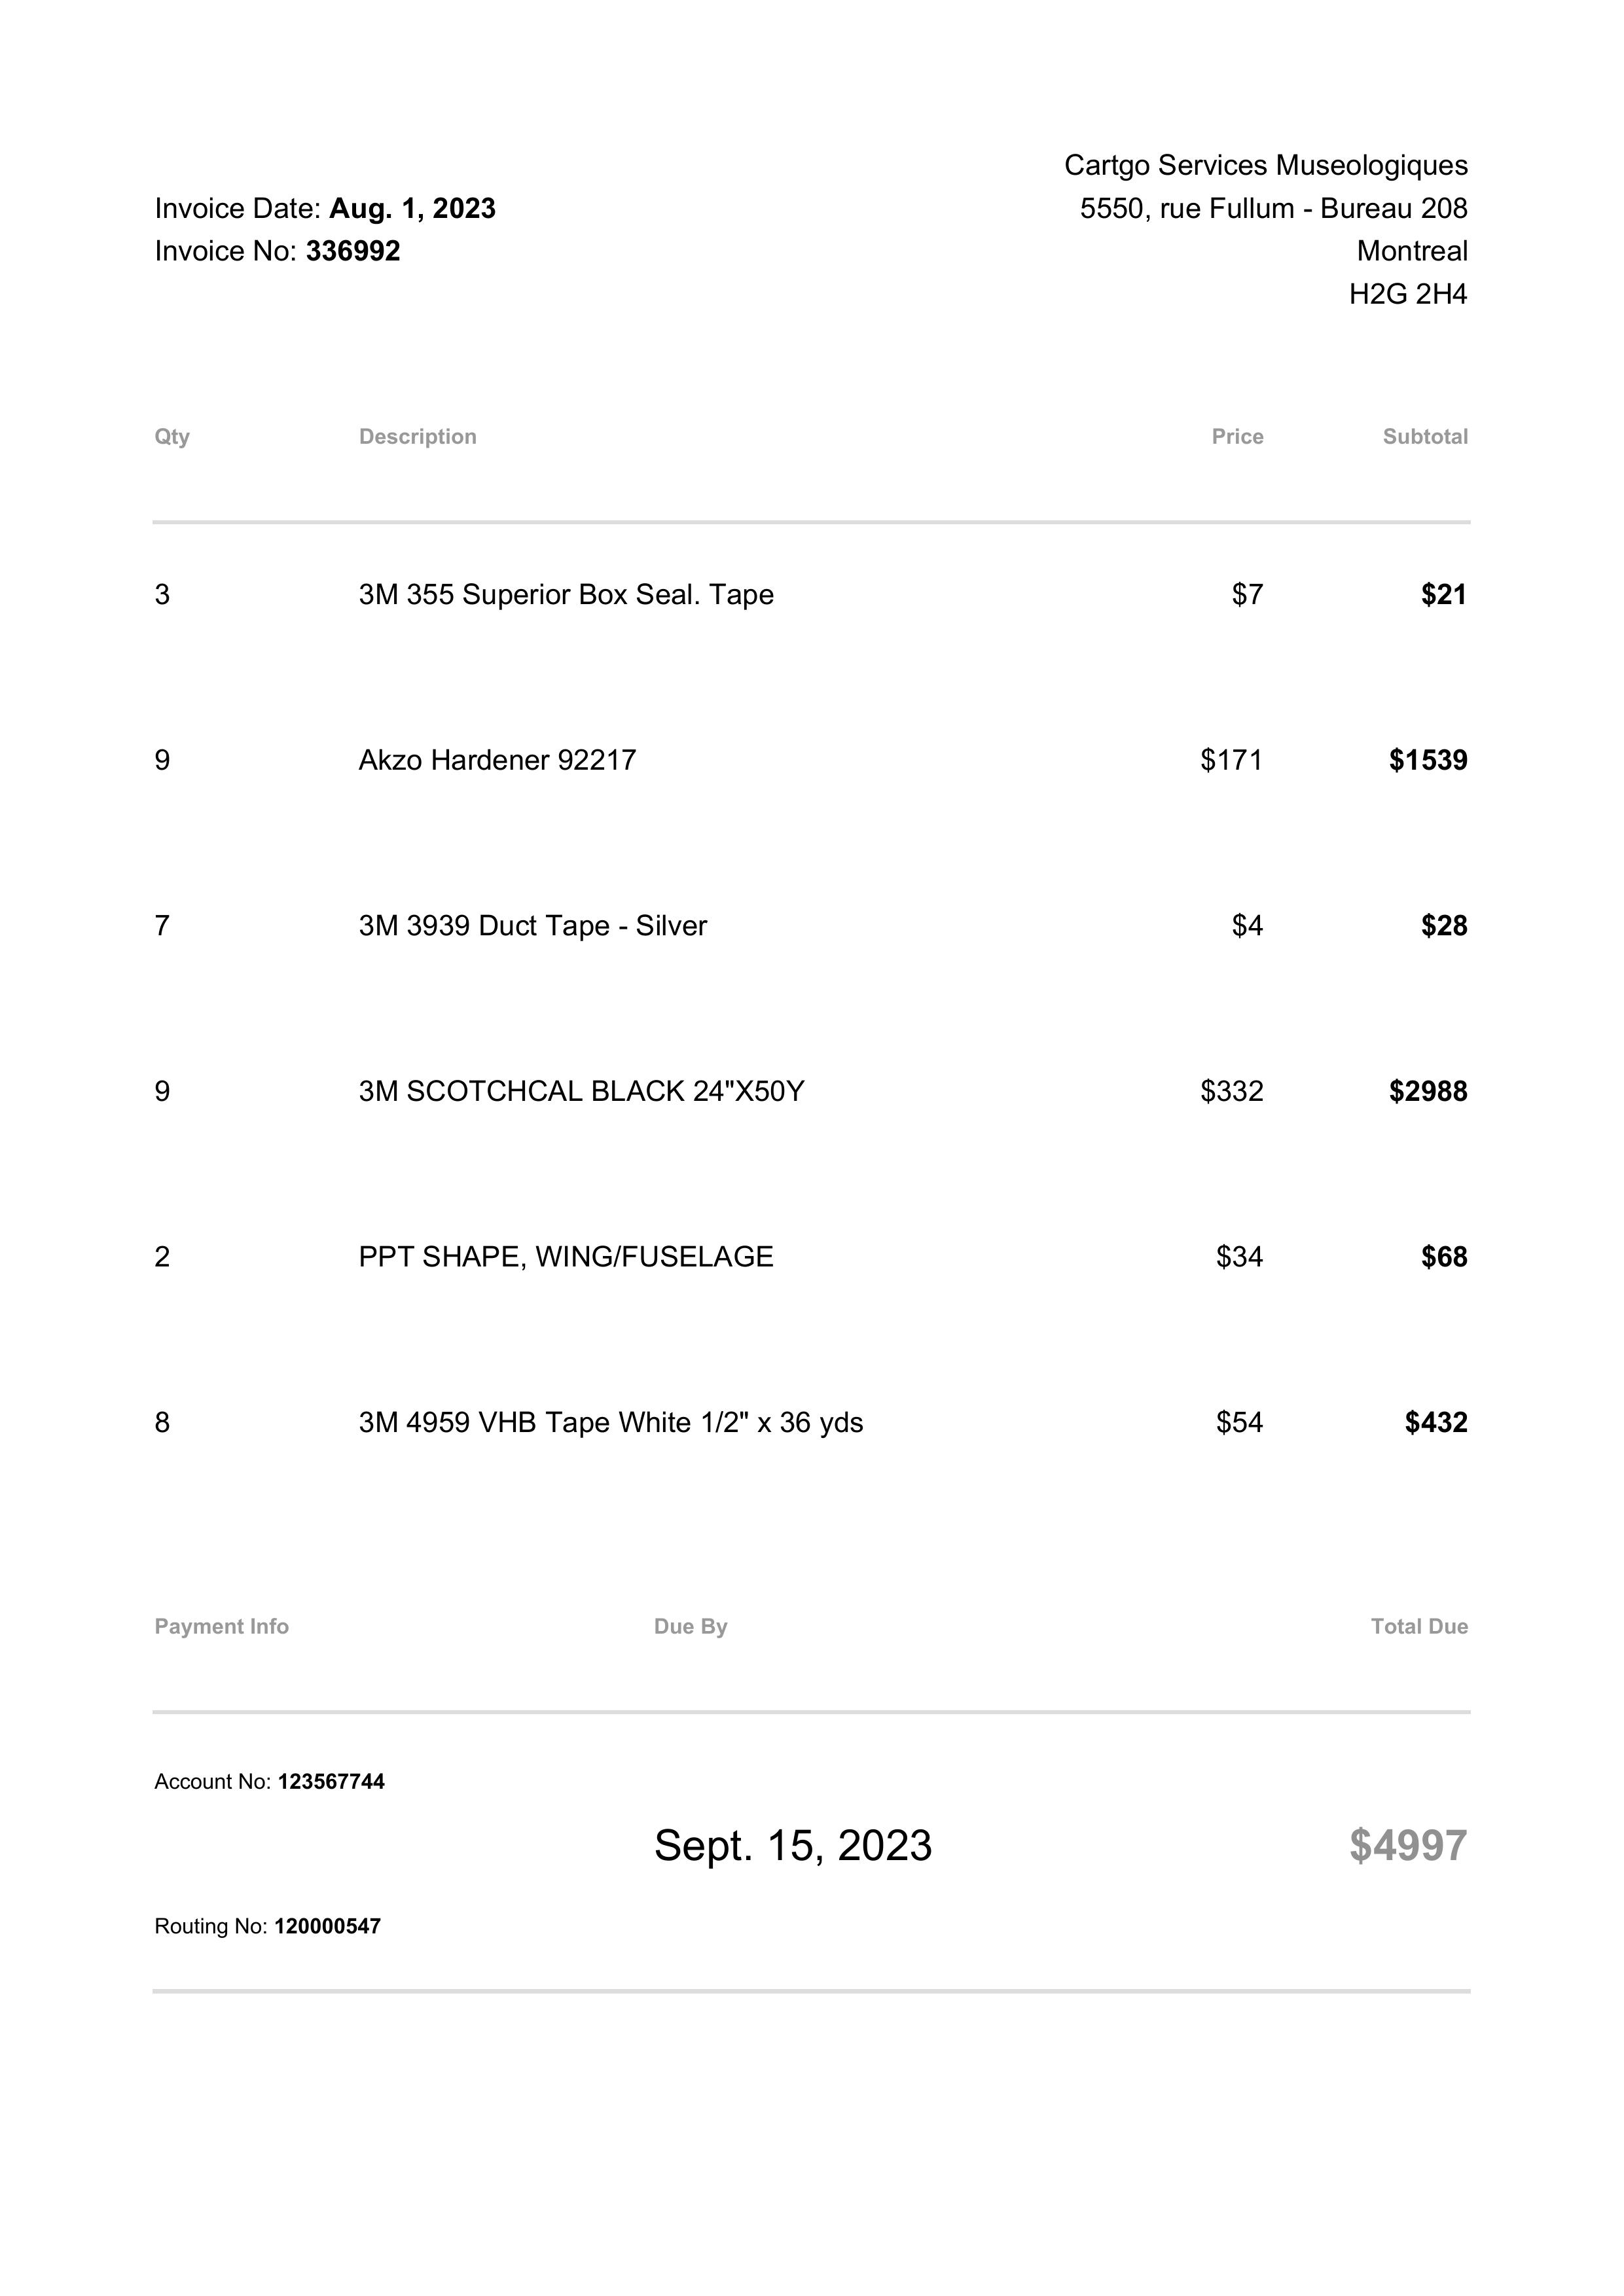 Cartgo Services Museologiques
Invoice Date: Aug. 1, 2023 5550, rue Fullum - Bureau 208
Invoice No: 336992 Montreal
H2G 2H4
Qty Description Price Subtotal
3 3M 355 Superior Box Seal. Tape $7 $21
9 Akzo Hardener 92217 $171 $1539
7 3M 3939 Duct Tape - Silver $4 $28
9 3M SCOTCHCAL BLACK 24"X50Y $332 $2988
2 PPT SHAPE, WING/FUSELAGE $34 $68
8 3M 4959 VHB Tape White 1/2" x 36 yds $54 $432
Payment Info Due By Total Due
Account No: 123567744
Sept. 15, 2023 $4997
Routing No: 120000547